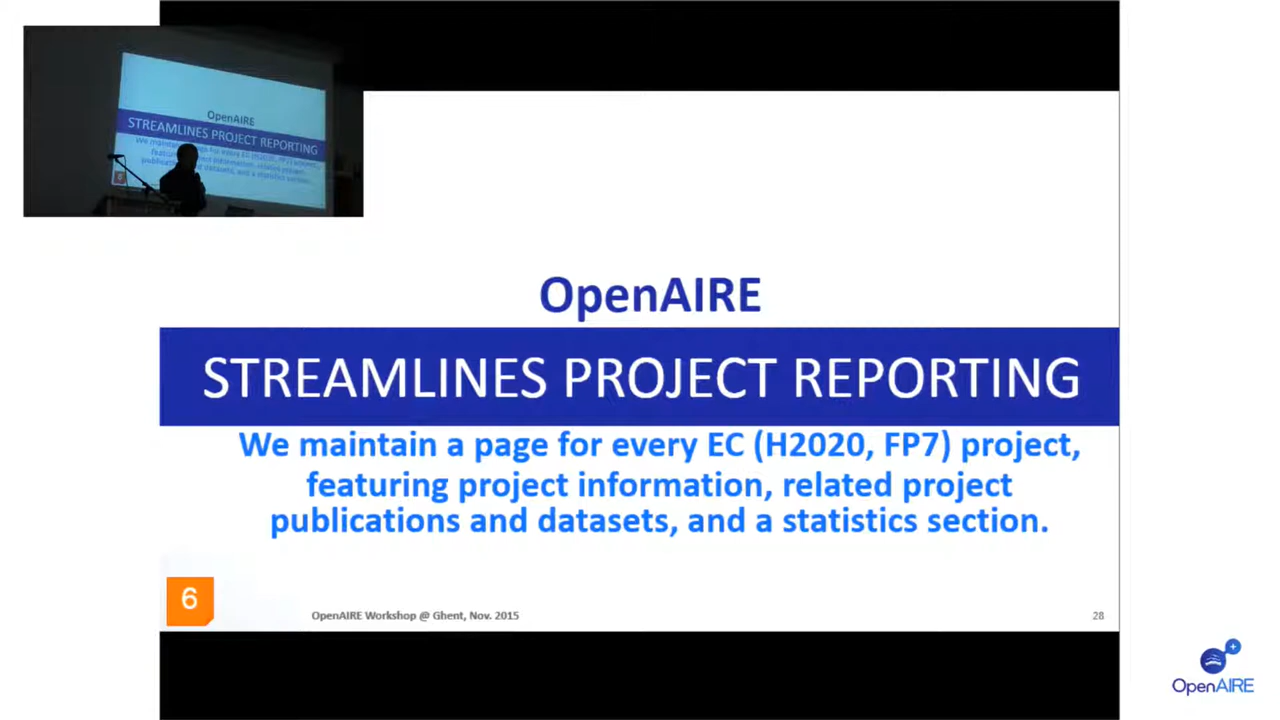 OpenAIRE
STREAMLINES PROJECT REPORTING
OpenAIRE
STREAMLINES PROJECT REPORTING
We maintain a page for every EC (H2020, FP7) project,
featuring project information, related project
publications and datasets, and a statistics section.
6
OpenAIRE Workshop @ Ghent, Nov. 2015
28
OpenAIRE